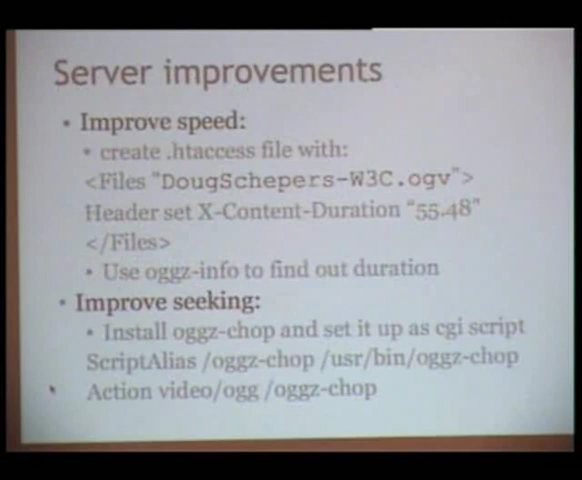 Server improvements
• Improve speed:
• create .htaccess file with:
<Files "DougSchepers-W3C.ogv">
Header set X-Content-Duration "55.48"
</Files>
• Use oggz-info to find out duration
• Improve seeking:
• Install oggz-chop and set it up as cgi script
ScriptAlias /oggz-chop /usr/bin/oggz-chop
Action video/ogg /oggz-chop